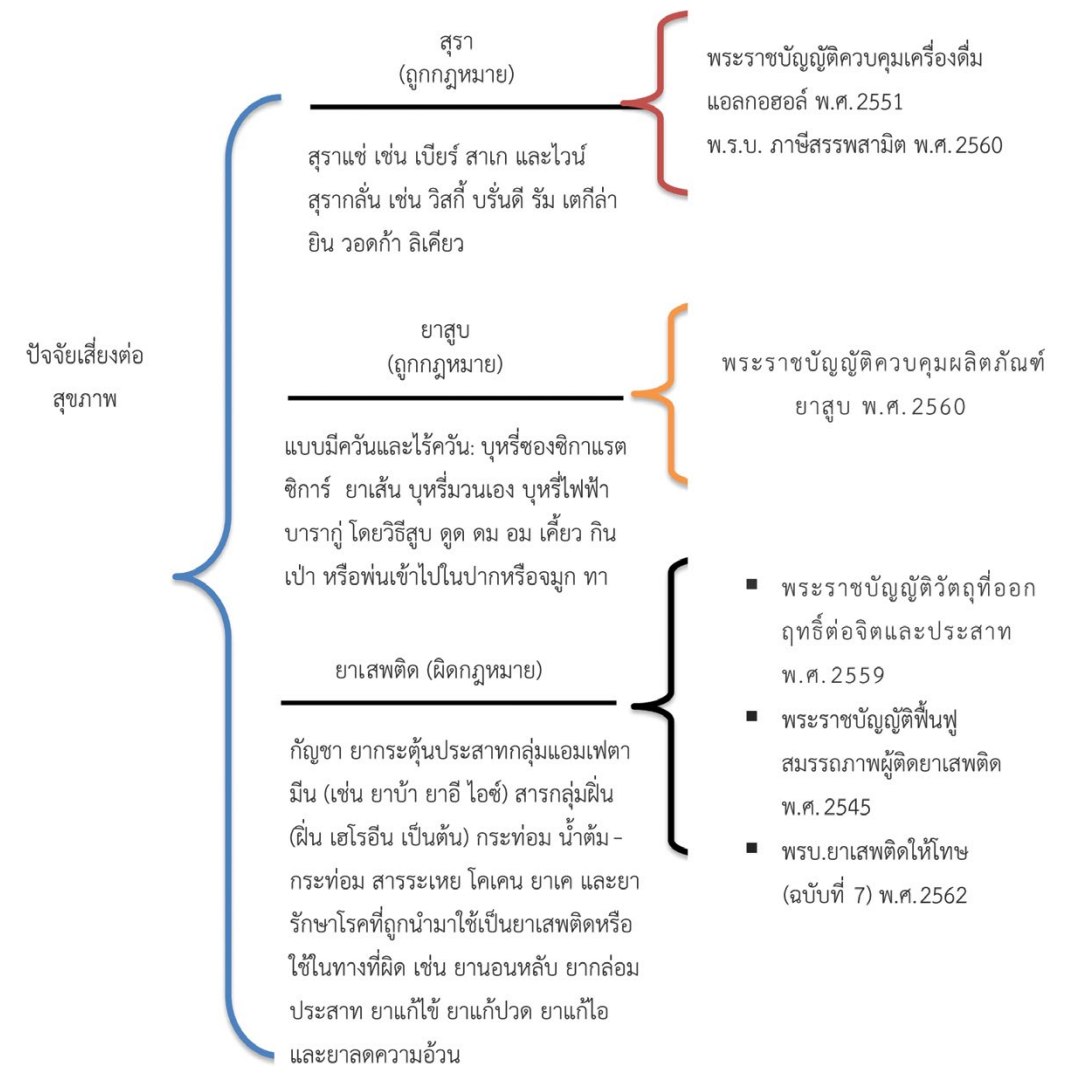 ปัจจัยเสี่ยงต่อ
สุขภาพ
สุรา
(ถูกกฎหมาย)
สุราแช่ เช่น เบียร์ สาเก และไวน์
สุรากลั่น เช่น วิสกี้ บรั่นดี รัม เตกีล่า
ยิน วอดก้า ลิเคียว
พระราชบัญญัติควบคุมเครื่องดื่ม
แอลกอฮอล์ พ.ศ. 2551
พ.ร.บ. ภาษีสรรพสามิต พ.ศ. 2560
ยาสูบ
(ถูกกฎหมาย)
แบบมีควันและไร้ควัน: บุหรี่ซองซิกาแรต
ซิการ์ ยาเส้น บุหรี่มวนเอง บุหรี่ไฟฟ้า
บารากู่ โดยวิธีสูบ ดูด ดม อม เคี้ยว กิน
เป่า หรือพ่นเข้าไปในปากหรือจมูก ทา
พระราชบัญญัติควบคุมผลิตภัณฑ์
ยาสูบ พ.ศ. 2560
ยาเสพติด (ผิดกฎหมาย)
กัญชา ยากระตุ้นประสาทกลุ่มแอมเฟตา
มีน (เช่น ยาบ้า ยาอี ไอซ์) สารกลุ่มฝิ่น
(ฝิ่น เฮโรอีน เป็นต้น) กระท่อม น้ำต้ม –
กระท่อม สารระเหย โคเคน ยาเค และยา
รักษาโรคที่ถูกนำมาใช้เป็นยาเสพติดหรือ
ใช้ในทางที่ผิด เช่น ยานอนหลับ ยากล่อม
ประสาท ยาแก้ไข้ ยาแก้ปวด ยาแก้ไอ
และยาลดความอ้วน
▪ พระราชบัญญัติวัตถุที่ออก
ฤทธิ์ต่อจิตและประสาท
พ.ศ. 2559
▪ พระราชบัญญัติฟื้นฟู
สมรรถภาพผู้ติดยาเสพติด
พ.ศ. 2545
▪ พรบ.ยาเสพติดให้โทษ
(ฉบับที่ 7) พ.ศ.2562